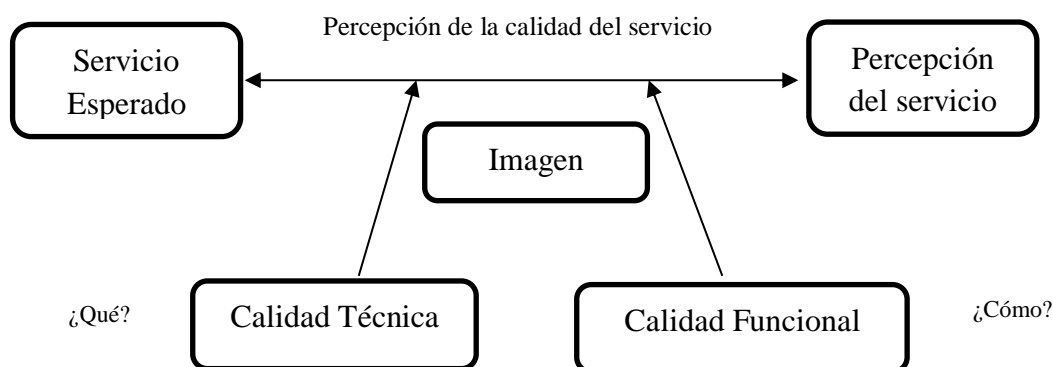 Percepción de la calidad del servicio
Servicio
Esperado
Percepción
del servicio
Imagen
¿Qué?
Calidad Técnica
Calidad Funcional
¿Cómo?